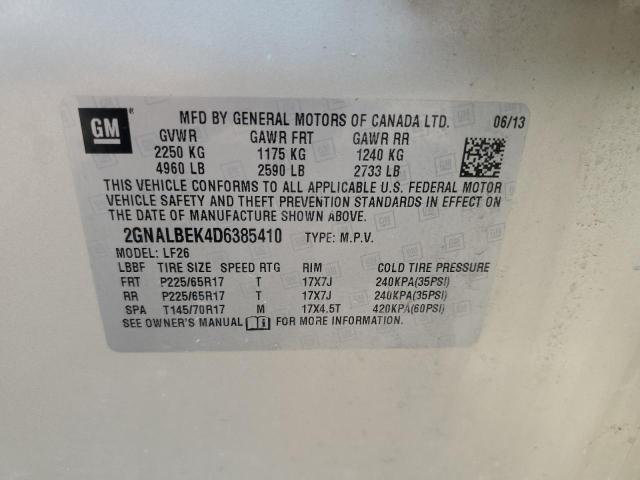 GM®
MFD BY GENERAL MOTORS OF CANADA LTD. 06/13
GVWR GAWR FRT GAWR RR
2250 KG 1175 KG 1240 KG
4960 LB 2590 LB 2733 LB
THIS VEHICLE CONFORMS TO ALL APPLICABLE U.S. FEDERAL MOTOR
VEHICLE SAFETY AND THEFT PREVENTION STANDARDS IN EFFECT ON
THE DATE OF MANUFACTURE SHOWN ABOVE.
2GNALBEK4D6385410 TYPE: M.P.V.
MODEL: LF26
LBBF TIRE SIZE SPEED RTG RIM COLD TIRE PRESSURE
FRT P225/65R17 T 17X7J 240KPA(35PSI)
RR P225/65R17 T 17X7J 240KPA(35PSI)
SPA T145/70R17 M 17X4.5T 420KPA(60PSI)
SEE OWNER'S MANUAL FOR MORE INFORMATION.